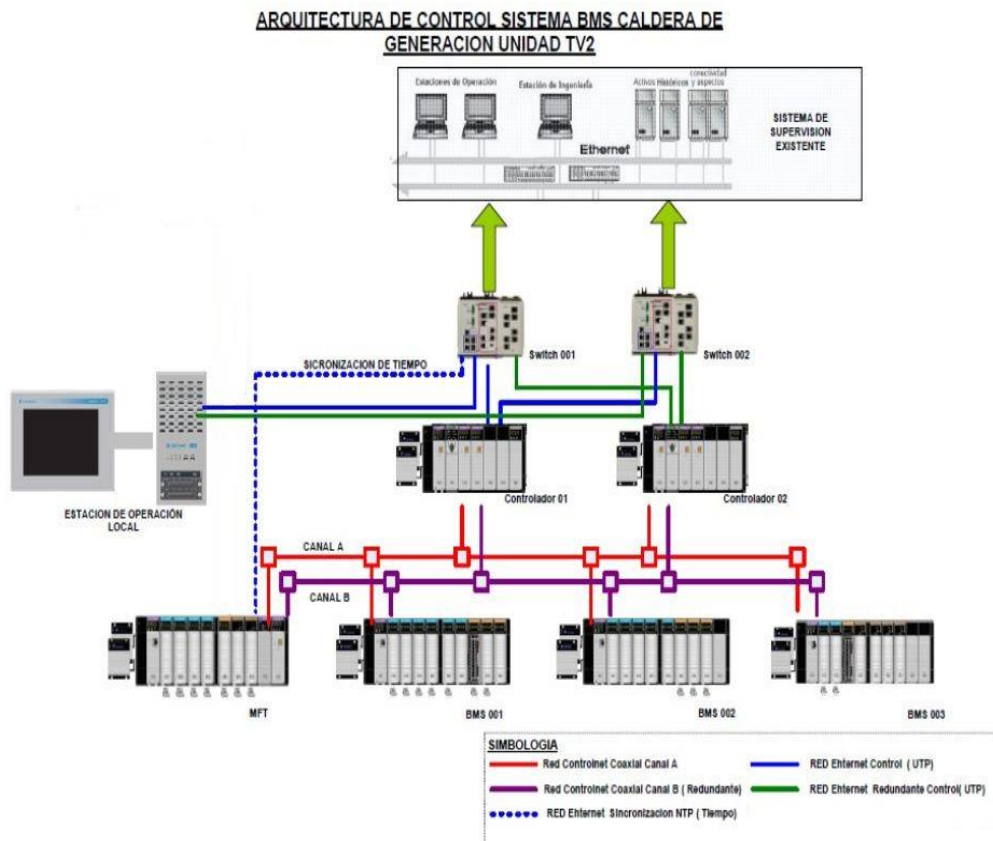 ARQUITECTURA DE CONTROL SISTEMA BMS CALDERA DE
GENERACION UNIDAD TV2
Estaciones de Operación
Estación de Ingeniería
Activos Históricos
conectividad
y aspectos
SISTEMA DE
SUPERVISION
EXISTENTE
Ethernet
Switch 001
Switch 002
SICRONIZACION DE TIEMPO
Controlador 01
Controlador 02
ESTACION DE OPERACIÓN
LOCAL
CANAL A
CANAL B
MFT
BMS 001
BMS 002
BMS 003
SIMBOLOGIA
Red Controlnet Coaxial Canal A
RED Ehternet Control ( UTP)
Red Controlnet Coaxial Canal B ( Redundante)
RED Ehternet Redundante Control( UTP)
RED Ehternet Sincronizacion NTP ( Tiempo)